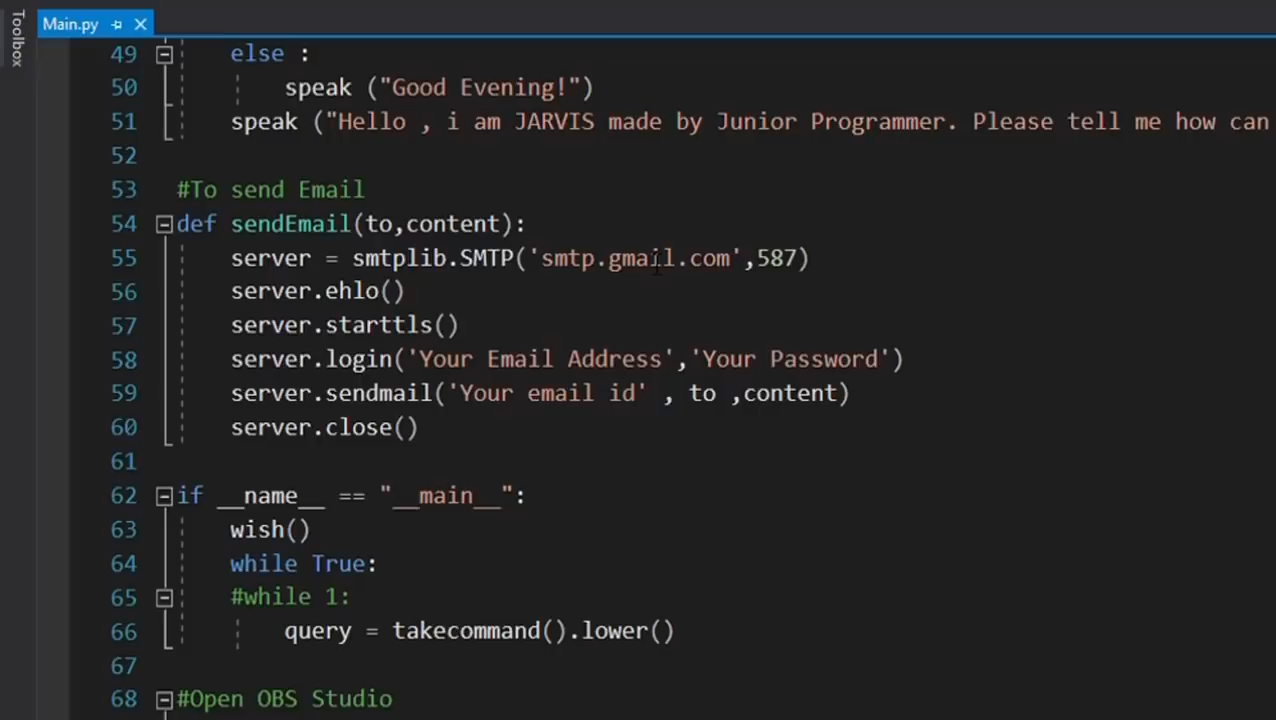 Toolbox
Main.py
49 else :
50 speak ("Good Evening!")
51 speak ("Hello , i am JARVIS made by Junior Programmer. Please tell me how can
52
53 #To send Email
54 def sendEmail(to,content):
55 server = smtplib.SMTP('smtp.gmail.com',587)
56 server.ehlo()
57 server.starttls()
58 server.login('Your Email Address','Your Password')
59 server.sendmail('Your email id' , to ,content)
60 server.close()
61
62 if __name__ == "__main__":
63 wish()
64 while True:
65 #while 1:
66 query = takecommand().lower()
67
68 #Open OBS Studio